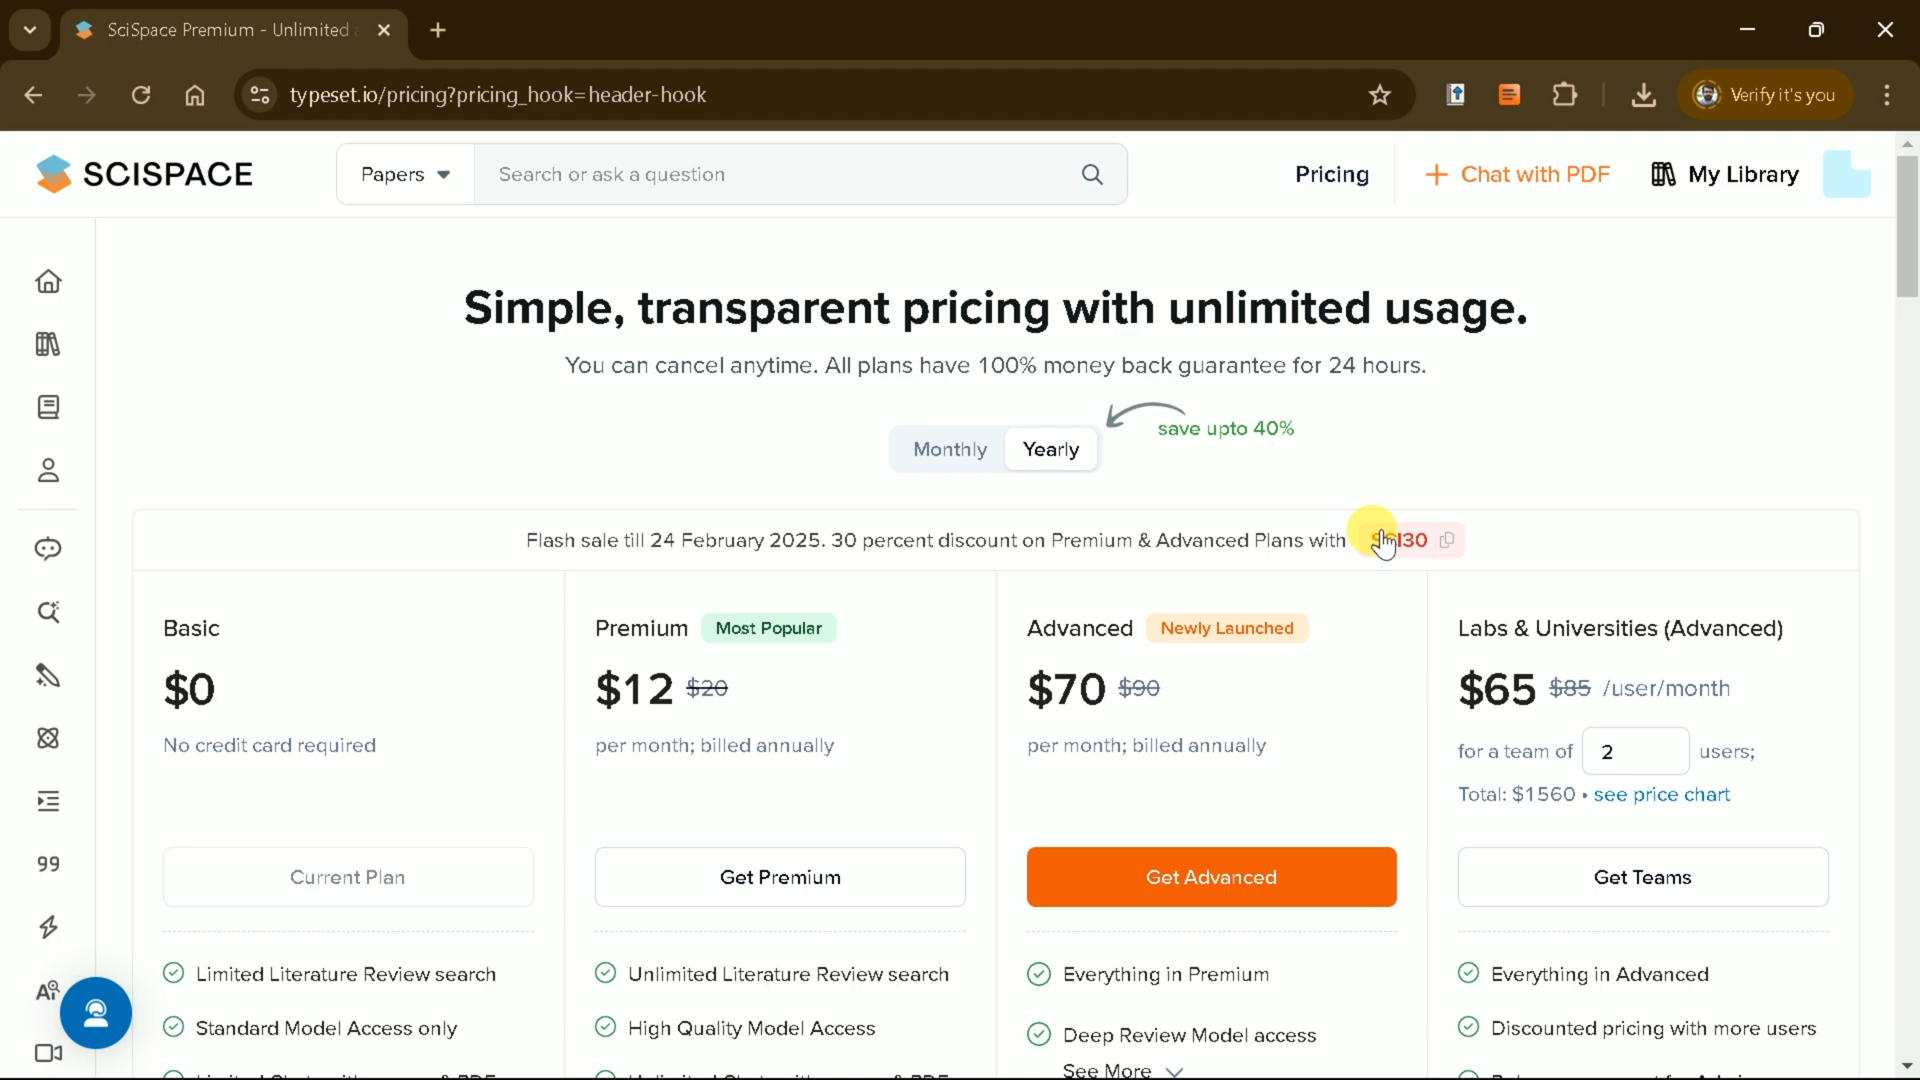 SciSpace Premium - Unlimited
typeset.io/pricing?pricing_hook=header-hook
Verify it's you
SCISPACE
Papers
Search or ask a question
Pricing
Chat with PDF
My Library
Simple, transparent pricing with unlimited usage.
You can cancel anytime. All plans have 100% money back guarantee for 24 hours.
save upto 40%
Monthly
Yearly
Flash sale till 24 February 2025. 30 percent discount on Premium & Advanced Plans with
Basic
$0
No credit card required
Current Plan
Limited Literature Review search
Standard Model Access only
Premium
Most Popular
$12 $20
per month; billed annually
Get Premium
Unlimited Literature Review search
High Quality Model Access
Advanced
Newly Launched
$70 $90
per month; billed annually
Get Advanced
Everything in Premium
Deep Review Model access
See More
Labs & Universities (Advanced)
$65 $85 /user/month
for a team of 2 users;
Total: $1560 • see price chart
Get Teams
Everything in Advanced
Discounted pricing with more users